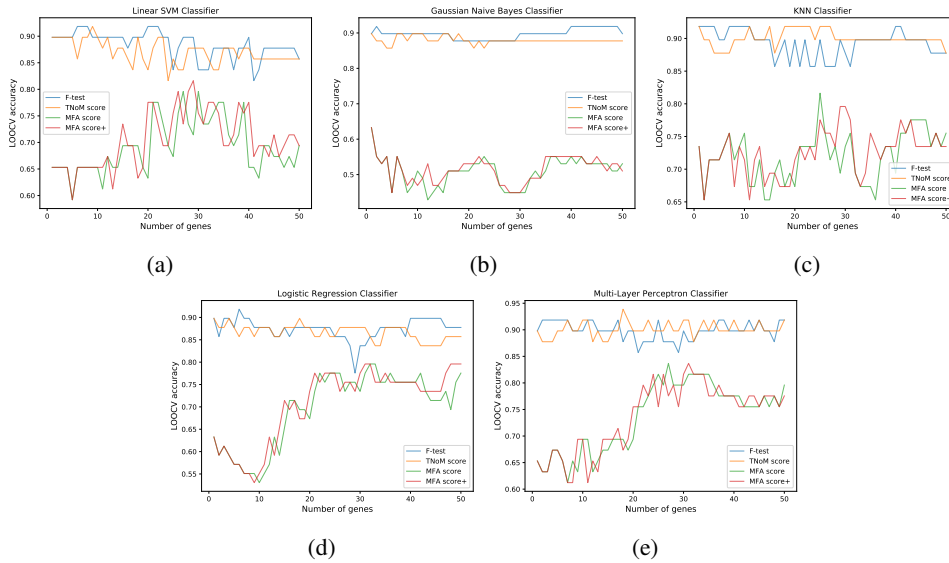 Linear SVM Classifier
LOOCV accuracy
0.90
0.85
0.80
0.75
0.70
0.65
0.60
F-test
TNoM score
MFA score
MFA score+
0 10 20 30 40 50
Number of genes
(a)
Gaussian Naive Bayes Classifier
LOOCV accuracy
0.9
0.8
0.7
0.6
0.5
F-test
TNoM score
MFA score
MFA score+
0 10 20 30 40 50
Number of genes
(b)
KNN Classifier
LOOCV accuracy
0.90
0.85
0.80
0.75
0.70
0.65
F-test
TNoM score
MFA score
MFA score+
0 10 20 30 40 50
Number of genes
(c)
Logistic Regression Classifier
LOOCV accuracy
0.90
0.85
0.80
0.75
0.70
0.65
0.60
0.55
F-test
TNoM score
MFA score
MFA score+
0 10 20 30 40 50
Number of genes
(d)
Multi-Layer Perceptron Classifier
LOOCV accuracy
0.95
0.90
0.85
0.80
0.75
0.70
0.65
0.60
F-test
TNoM score
MFA score
MFA score+
0 10 20 30 40 50
Number of genes
(e)